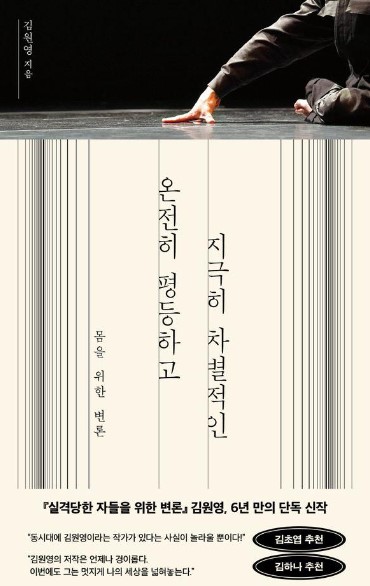 김원영 지음
온전히 평등하고
지극히 차별적인
몸을 위한 변론
『실격당한 자들을 위한 변론』 김원영, 6년 만의 단독 신작
"동시대에 김원영이라는 작가가 있다는 사실이 놀라울 뿐이다!" 김초엽 추천
"김원영의 저작은 언제나 경이롭다.
이번에도 그는 멋지게 나의 세상을 넓혀놓는다." 김하나 추천